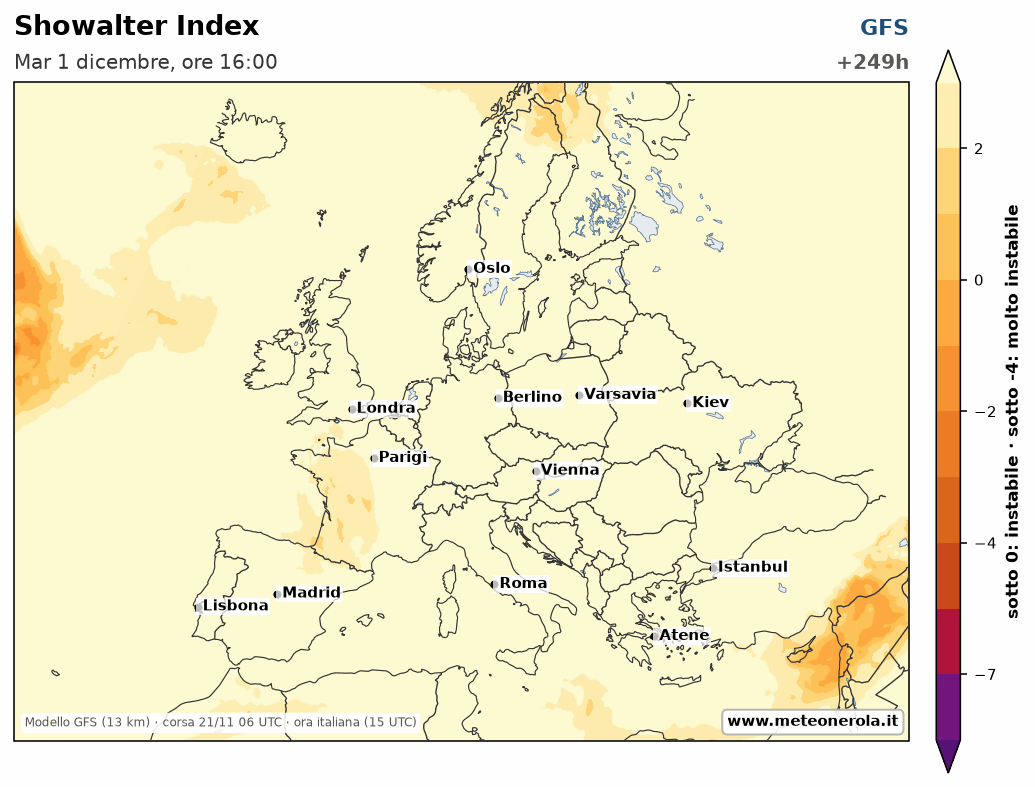 Showalter Index
GFS
Mar 1 dicembre, ore 16:00
+249h
Oslo
Londra
Berlino
Varsavia
Kiev
Parigi
Vienna
Istanbul
Roma
Madrid
Lisbona
Atene
Modello GFS (13 km) · corsa 21/11 06 UTC · ora italiana (15 UTC)
www.meteonerola.it
2
0
−2
−4
−7
sotto 0: instabile · sotto -4: molto instabile